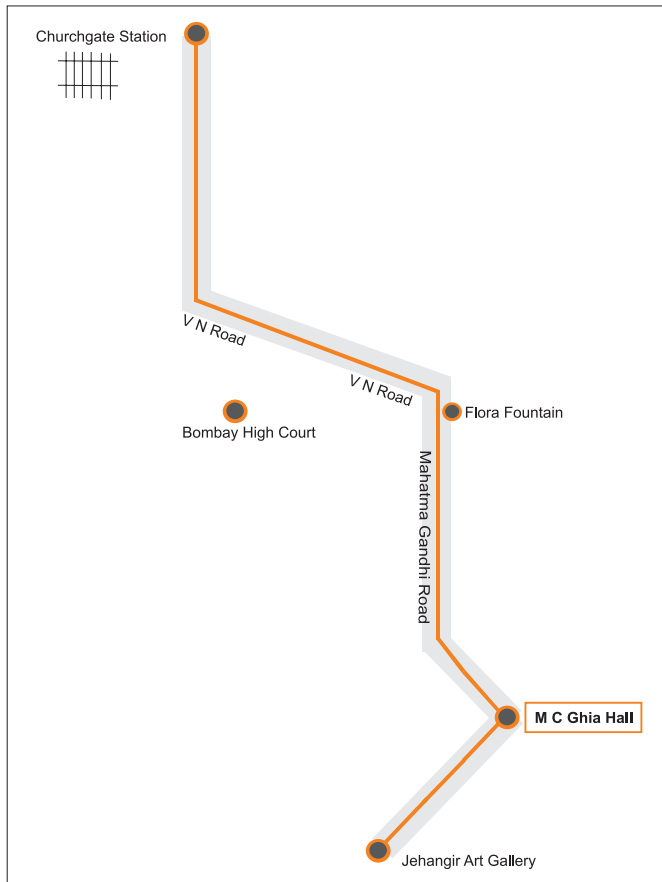 Churchgate Station
V N Road
V N Road
Flora Fountain
Bombay High Court
Mahatma Gandhi Road
M C Ghia Hall
Jehangir Art Gallery